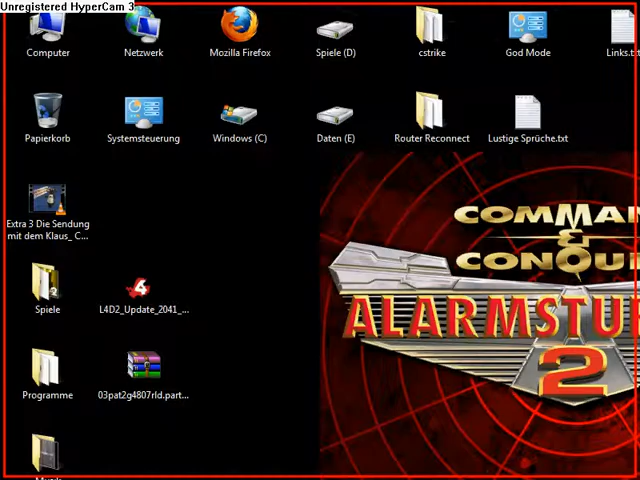 Unregistered HyperCam 3
Computer
Netzwerk
Mozilla Firefox
Spiele (D)
cstrike
God Mode
Links.txt
Papierkorb
Systemsteuerung
Windows (C)
Daten (E)
Router Reconnect
Lustige Sprüche.txt
Extra 3 Die Sendung
mit dem Klaus_ C...
COMMAN
&
CONQU
Spiele
L4D2_Update_2041_...
ALARMSTU
2
Programme
03pat2g4807rld.part...